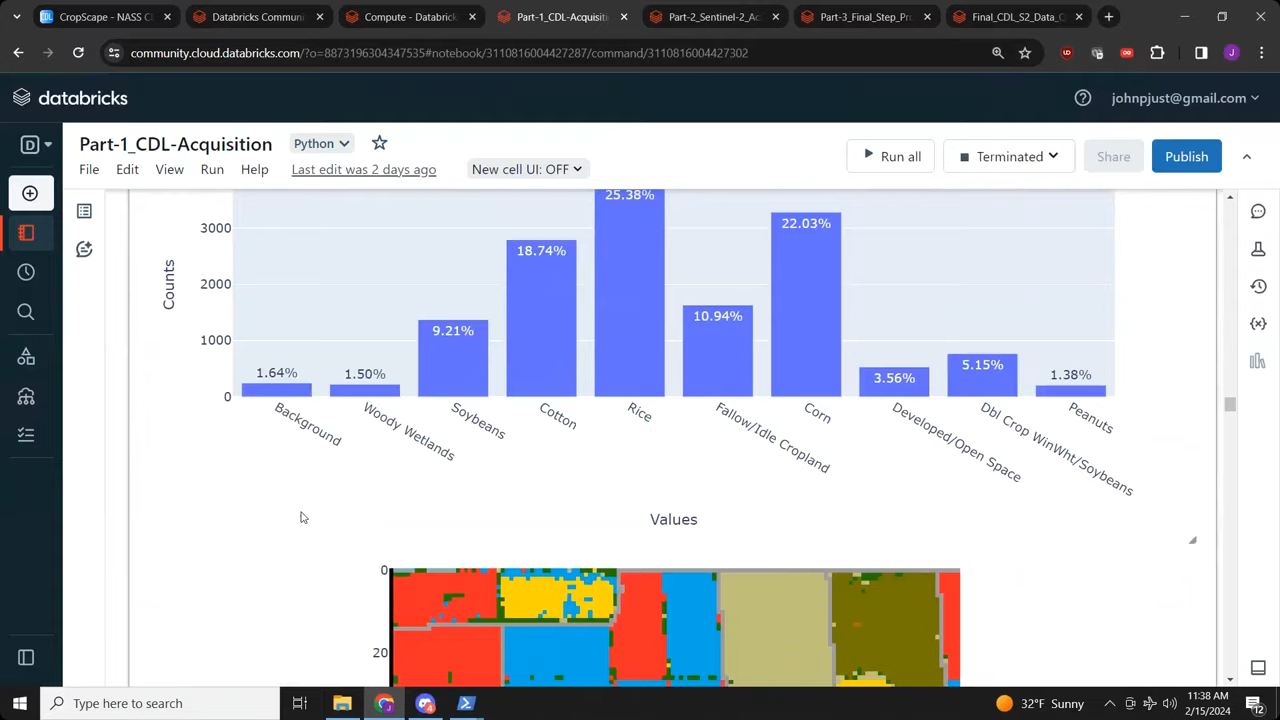 CropScape - NASS C
Databricks Communi
Compute - Databrick
Part-1_CDL-Acquisiti
Part-2_Sentinel-2_Ac
Part-3_Final_Step_Pr
Final_CDL_S2_Data_C
community.cloud.databricks.com/?o=8873196304347535#notebook/3110816004427287/command/3110816004427302
J
databricks
johnpjust@gmail.com
D
Part-1_CDL-Acquisition
Python
Run all
Terminated
Share
Publish
File Edit View Run Help Last edit was 2 days ago New cell UI: OFF
25.38%
3000
22.03%
18.74%
Counts
2000
10.94%
9.21%
1000
5.15%
1.64%
1.50%
3.56%
1.38%
0
Background
Woody Wetlands
Soybeans
Cotton
Rice
Fallow/Idle Cropland
Corn
Developed/Open Space
Dbl Crop WinWht/Soybeans
Peanuts
Values
0
20
Type here to search
32°F Sunny
11:38 AM
2/15/2024
12